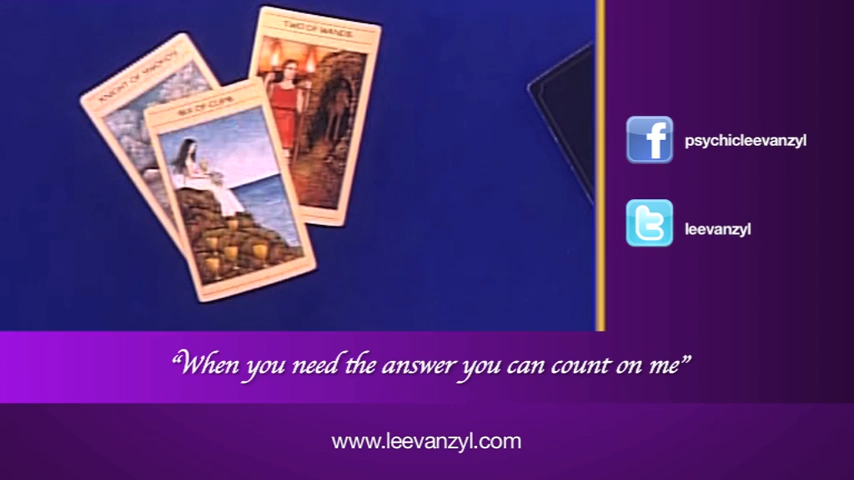 KNIGHT OF SWORDS
TWO OF WANDS
SIX OF CUPS
psychicleevanzyl
leevanzyl
“When you need the answer you can count on me”
www.leevanzyl.com